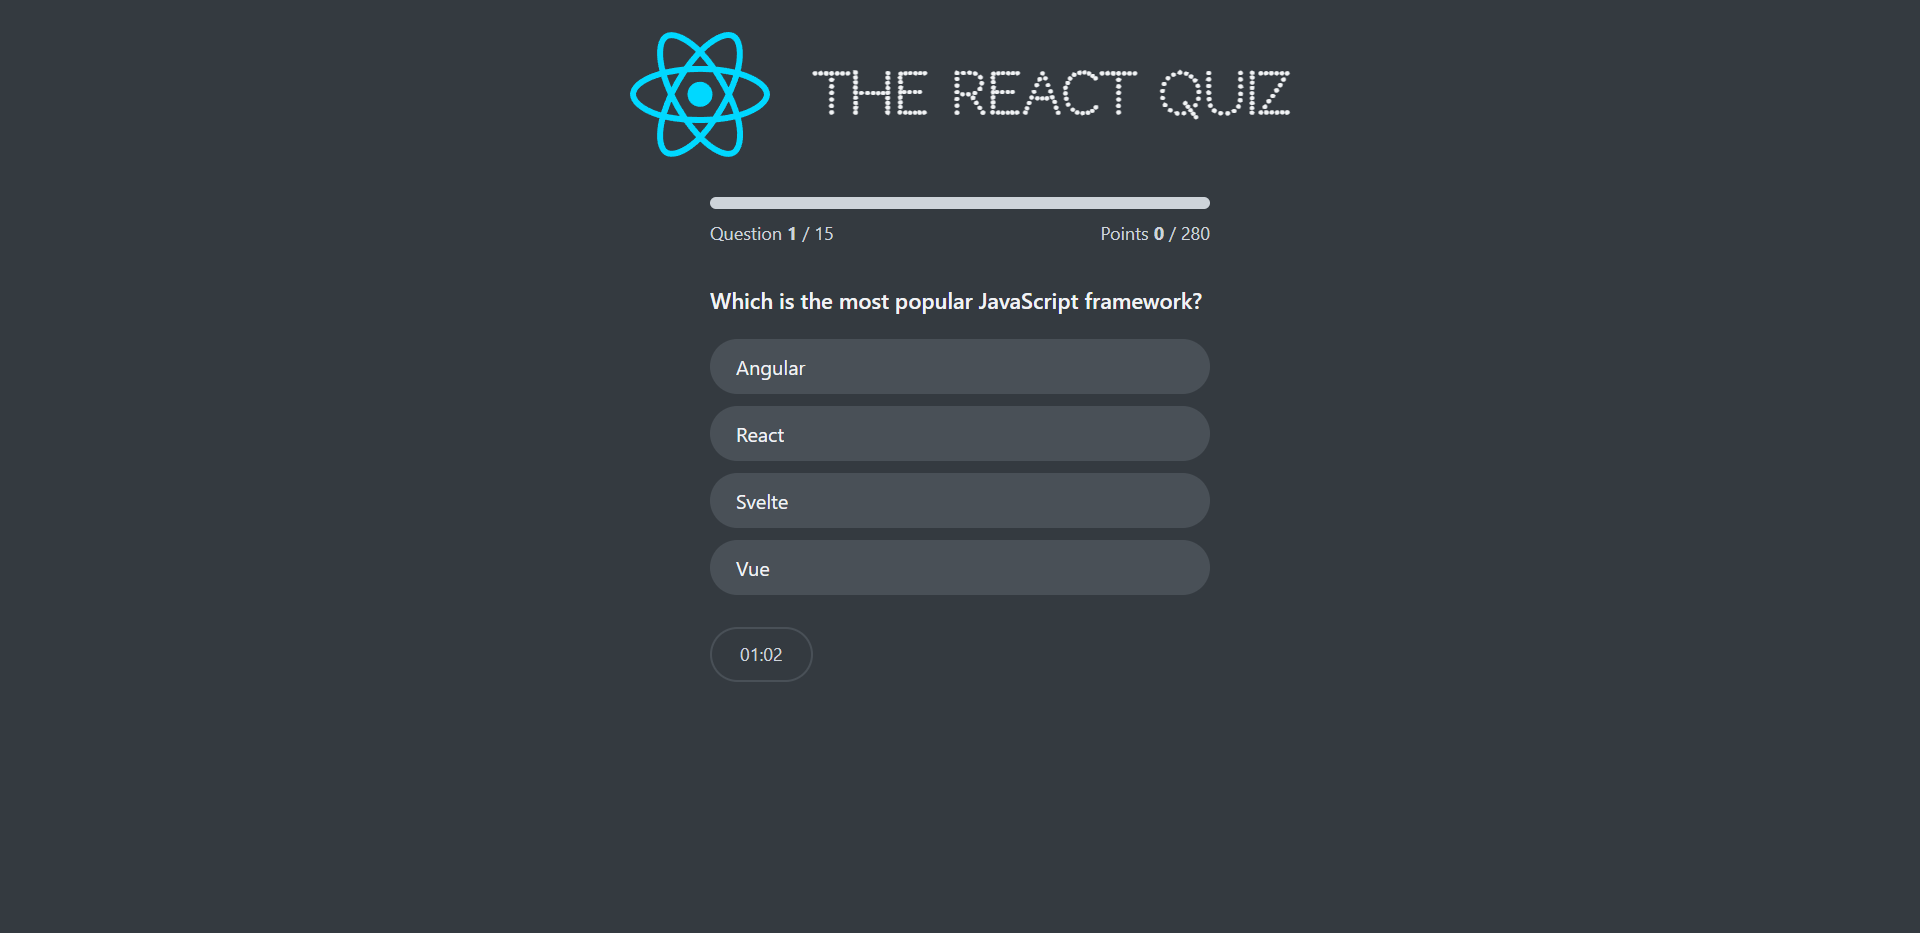 THE REACT QUIZ
Question 1 / 15
Points 0 / 280
Which is the most popular JavaScript framework?
Angular
React
Svelte
Vue
01:02